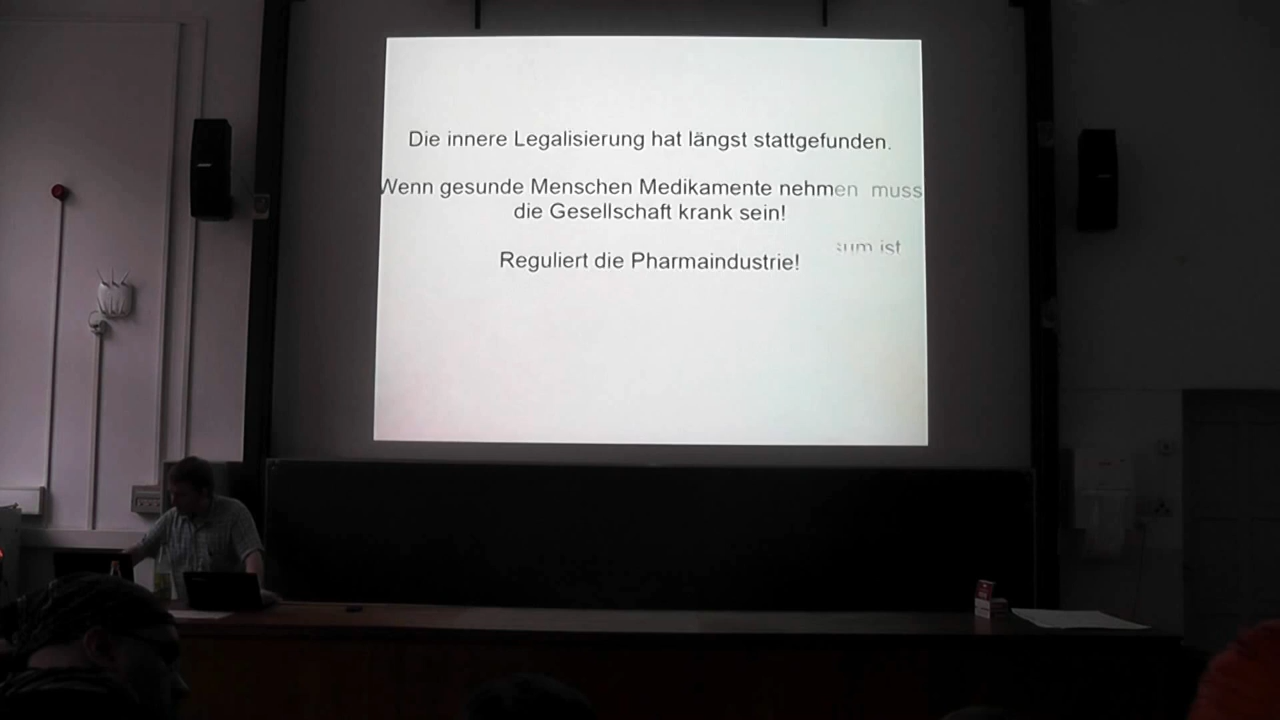 Die innere Legalisierung hat längst stattgefunden.
Wenn gesunde Menschen Medikamente nehmen muss
die Gesellschaft krank sein!
ist
Reguliert die Pharmaindustrie!